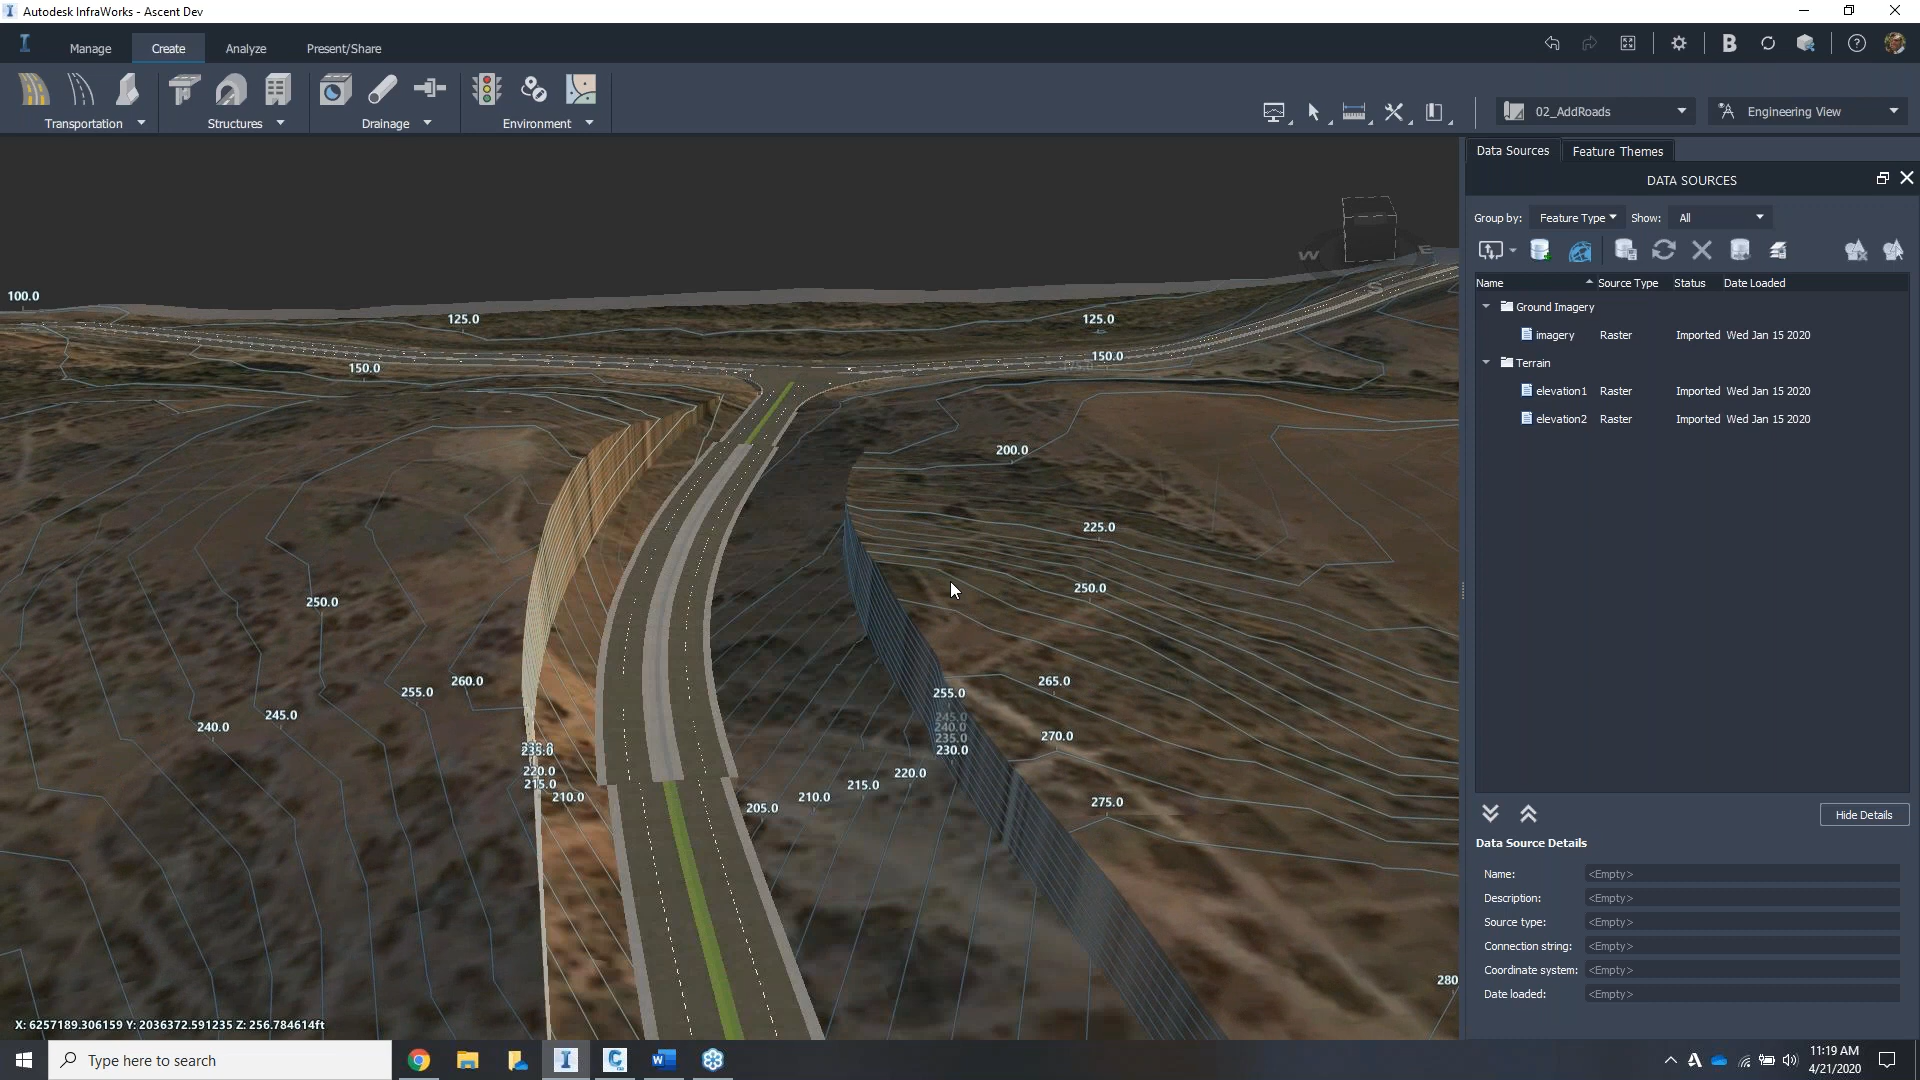 Autodesk InfraWorks - Ascent Dev
Manage Create Analyze Present/Share
Transportation Structures Drainage Environment
02_AddRoads Engineering View
Data Sources Feature Themes
DATA SOURCES
Group by: Feature Type Show: All
Name Source Type Status Date Loaded
Ground Imagery
imagery Raster Imported Wed Jan 15 2020
Terrain
elevation1 Raster Imported Wed Jan 15 2020
elevation2 Raster Imported Wed Jan 15 2020
Hide Details
Data Source Details
Name: <Empty>
Description: <Empty>
Source type: <Empty>
Connection string: <Empty>
Coordinate system: <Empty>
Date loaded: <Empty>
W E
S
100.0
125.0 125.0
150.0 150.0
200.0
225.0
250.0 250.0
260.0 265.0
255.0 255.0
245.0 245.0
240.0 240.0
235.0 235.0
230.0 270.0
220.0 220.0
215.0 215.0
210.0 210.0
205.0 275.0
280
X: 6257189.306159 Y: 2036372.591235 Z: 256.784614ft
Type here to search
11:19 AM
4/21/2020